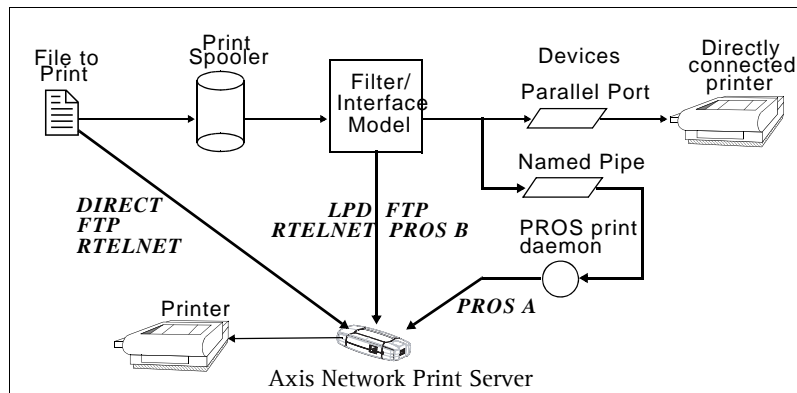 File to
Print
Print
Spooler
Filter/
Interface
Model
Devices
Parallel Port
Directly
connected
printer
Named Pipe
DIRECT
FTP
RTELNET
LPD FTP
RTELNET PROS B
PROS print
daemon
PROS A
Printer
Axis Network Print Server